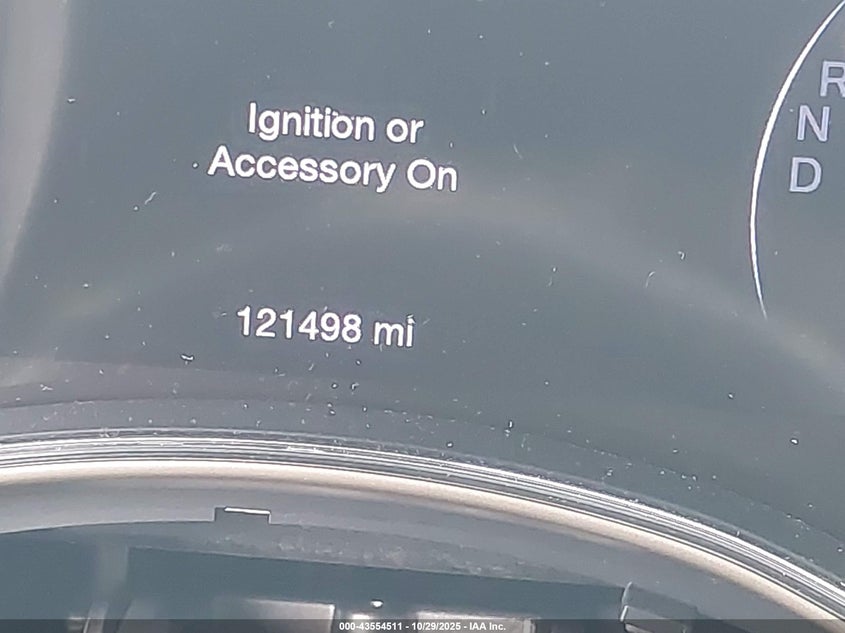 Ignition or
Accessory On
121498 mi
R
N
D
000-43554511 - 10/29/2025 - IAA Inc.